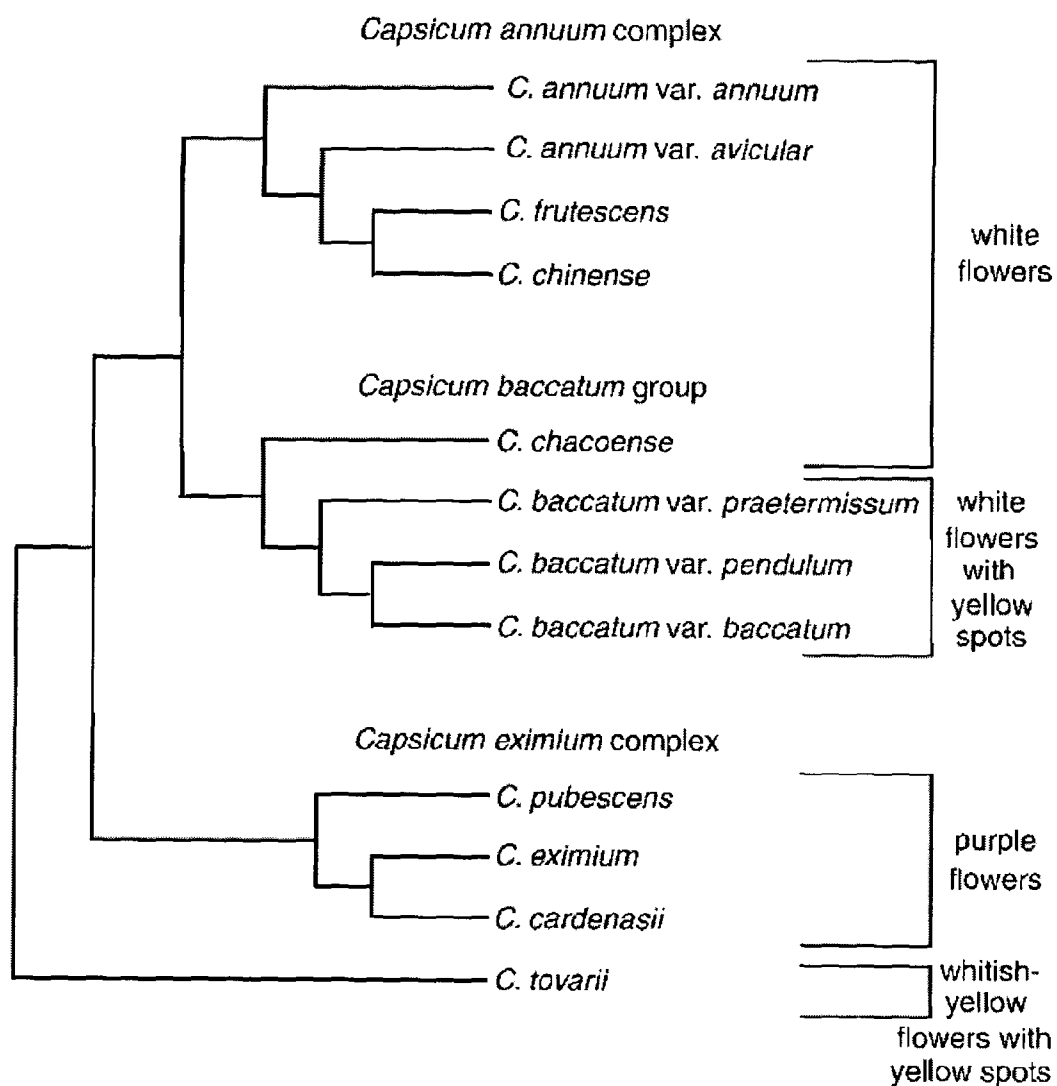 Capsicum annuum complex
C. annuum var. annuum
C. annuum var. avicular
C. frutescens
C. chinense
white
flowers
Capsicum baccatum group
C. chacoense
C. baccatum var. praetermissum
C. baccatum var. pendulum
C. baccatum var. baccatum
white
flowers
with
yellow
spots
Capsicum eximium complex
C. pubescens
C. eximium
C. cardenasii
purple
flowers
C. tovarii
whitish-
yellow
flowers with
yellow spots